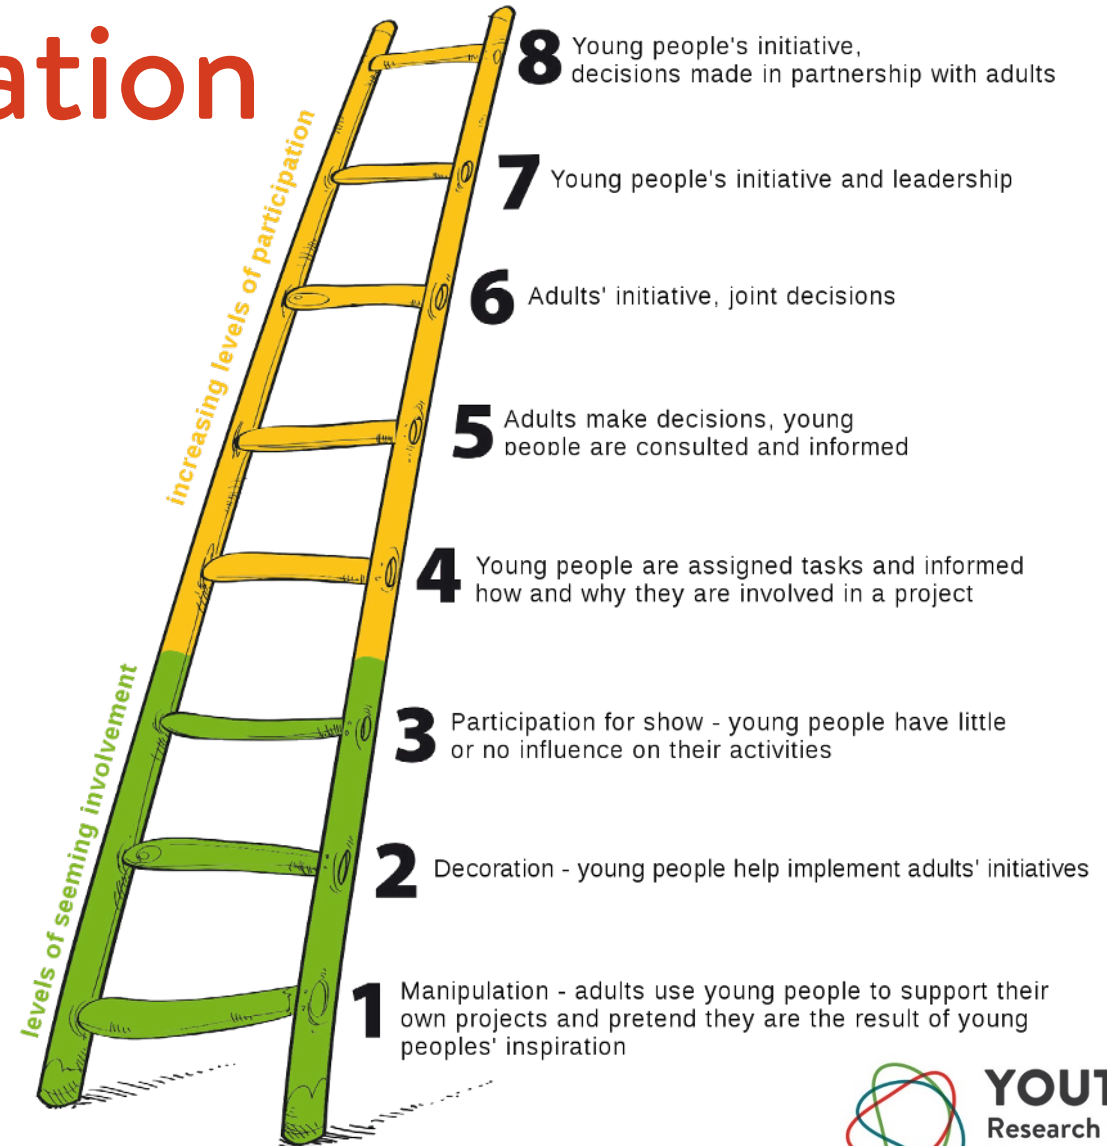 ation
8 Young people's initiative,
decisions made in partnership with adults
7 Young people's initiative and leadership
6 Adults' initiative, joint decisions
5 Adults make decisions, young
people are consulted and informed
4 Young people are assigned tasks and informed
how and why they are involved in a project
increasing levels of participation
3 Participation for show - young people have little
or no influence on their activities
2 Decoration - young people help implement adults' initiatives
1 Manipulation - adults use young people to support their
own projects and pretend they are the result of young
peoples' inspiration
levels of seeming involvement
YOUT
Research